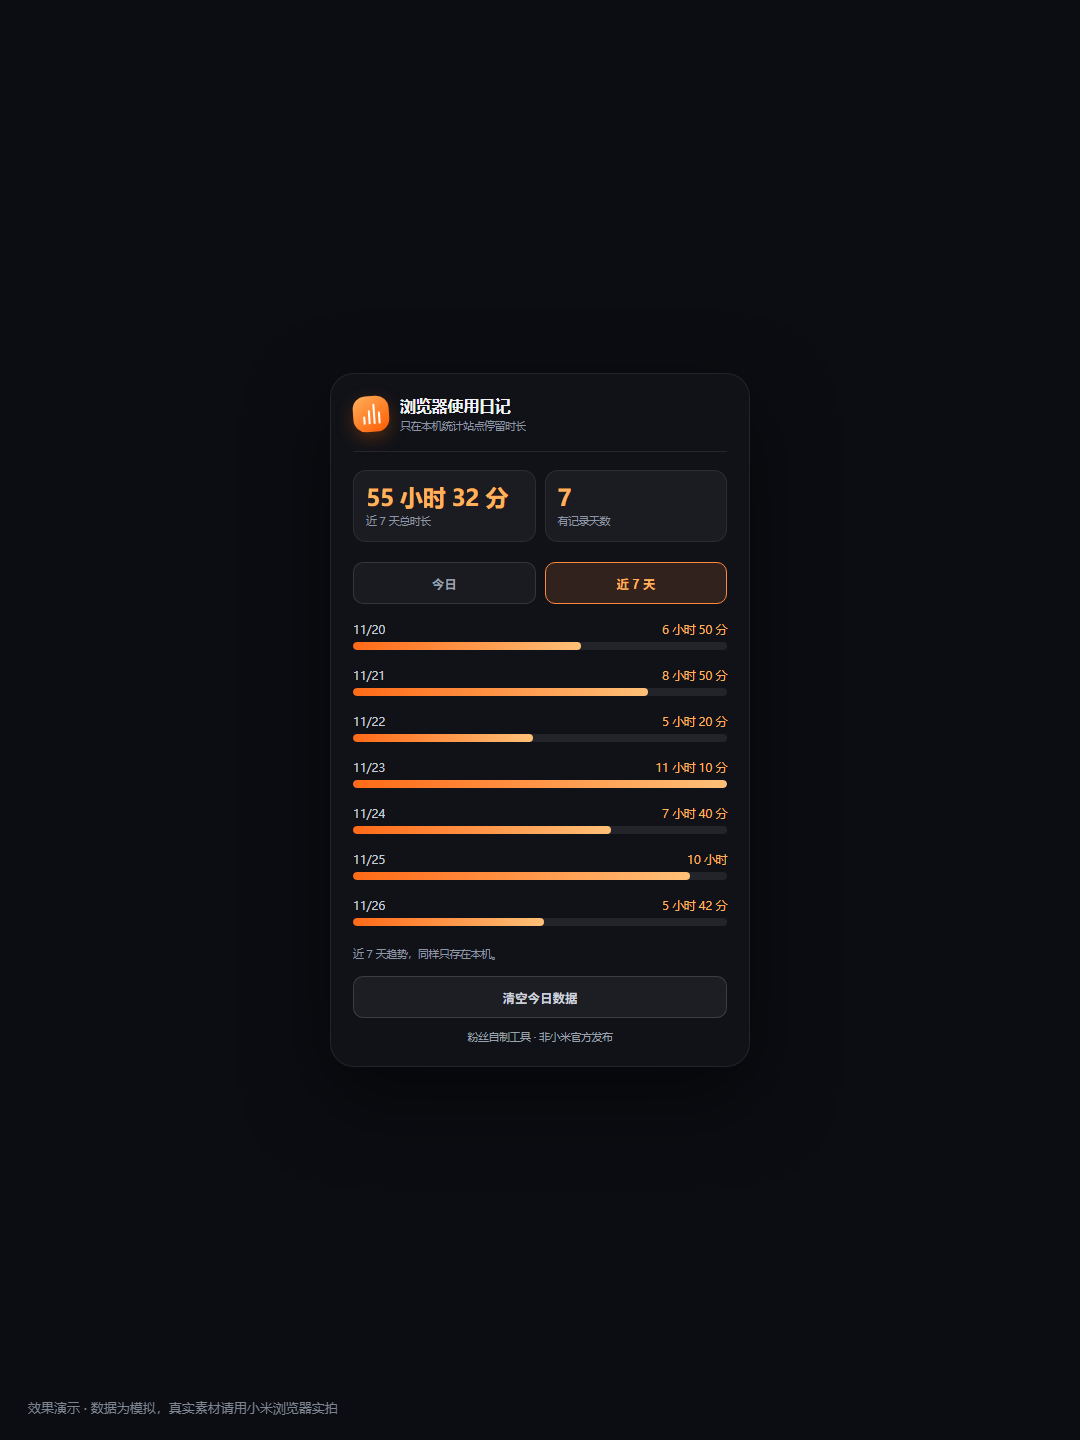 浏览器使用日记
只在本机统计站点停留时长
55 小时 32 分
近 7 天总时长
7
有记录天数
今日
近 7 天
11/20 6 小时 50 分
11/21 8 小时 50 分
11/22 5 小时 20 分
11/23 11 小时 10 分
11/24 7 小时 40 分
11/25 10 小时
11/26 5 小时 42 分
近 7 天趋势，同样只存在本机。
清空今日数据
粉丝自制工具 · 非小米官方发布
效果演示 · 数据为模拟，真实素材请用小米浏览器实拍